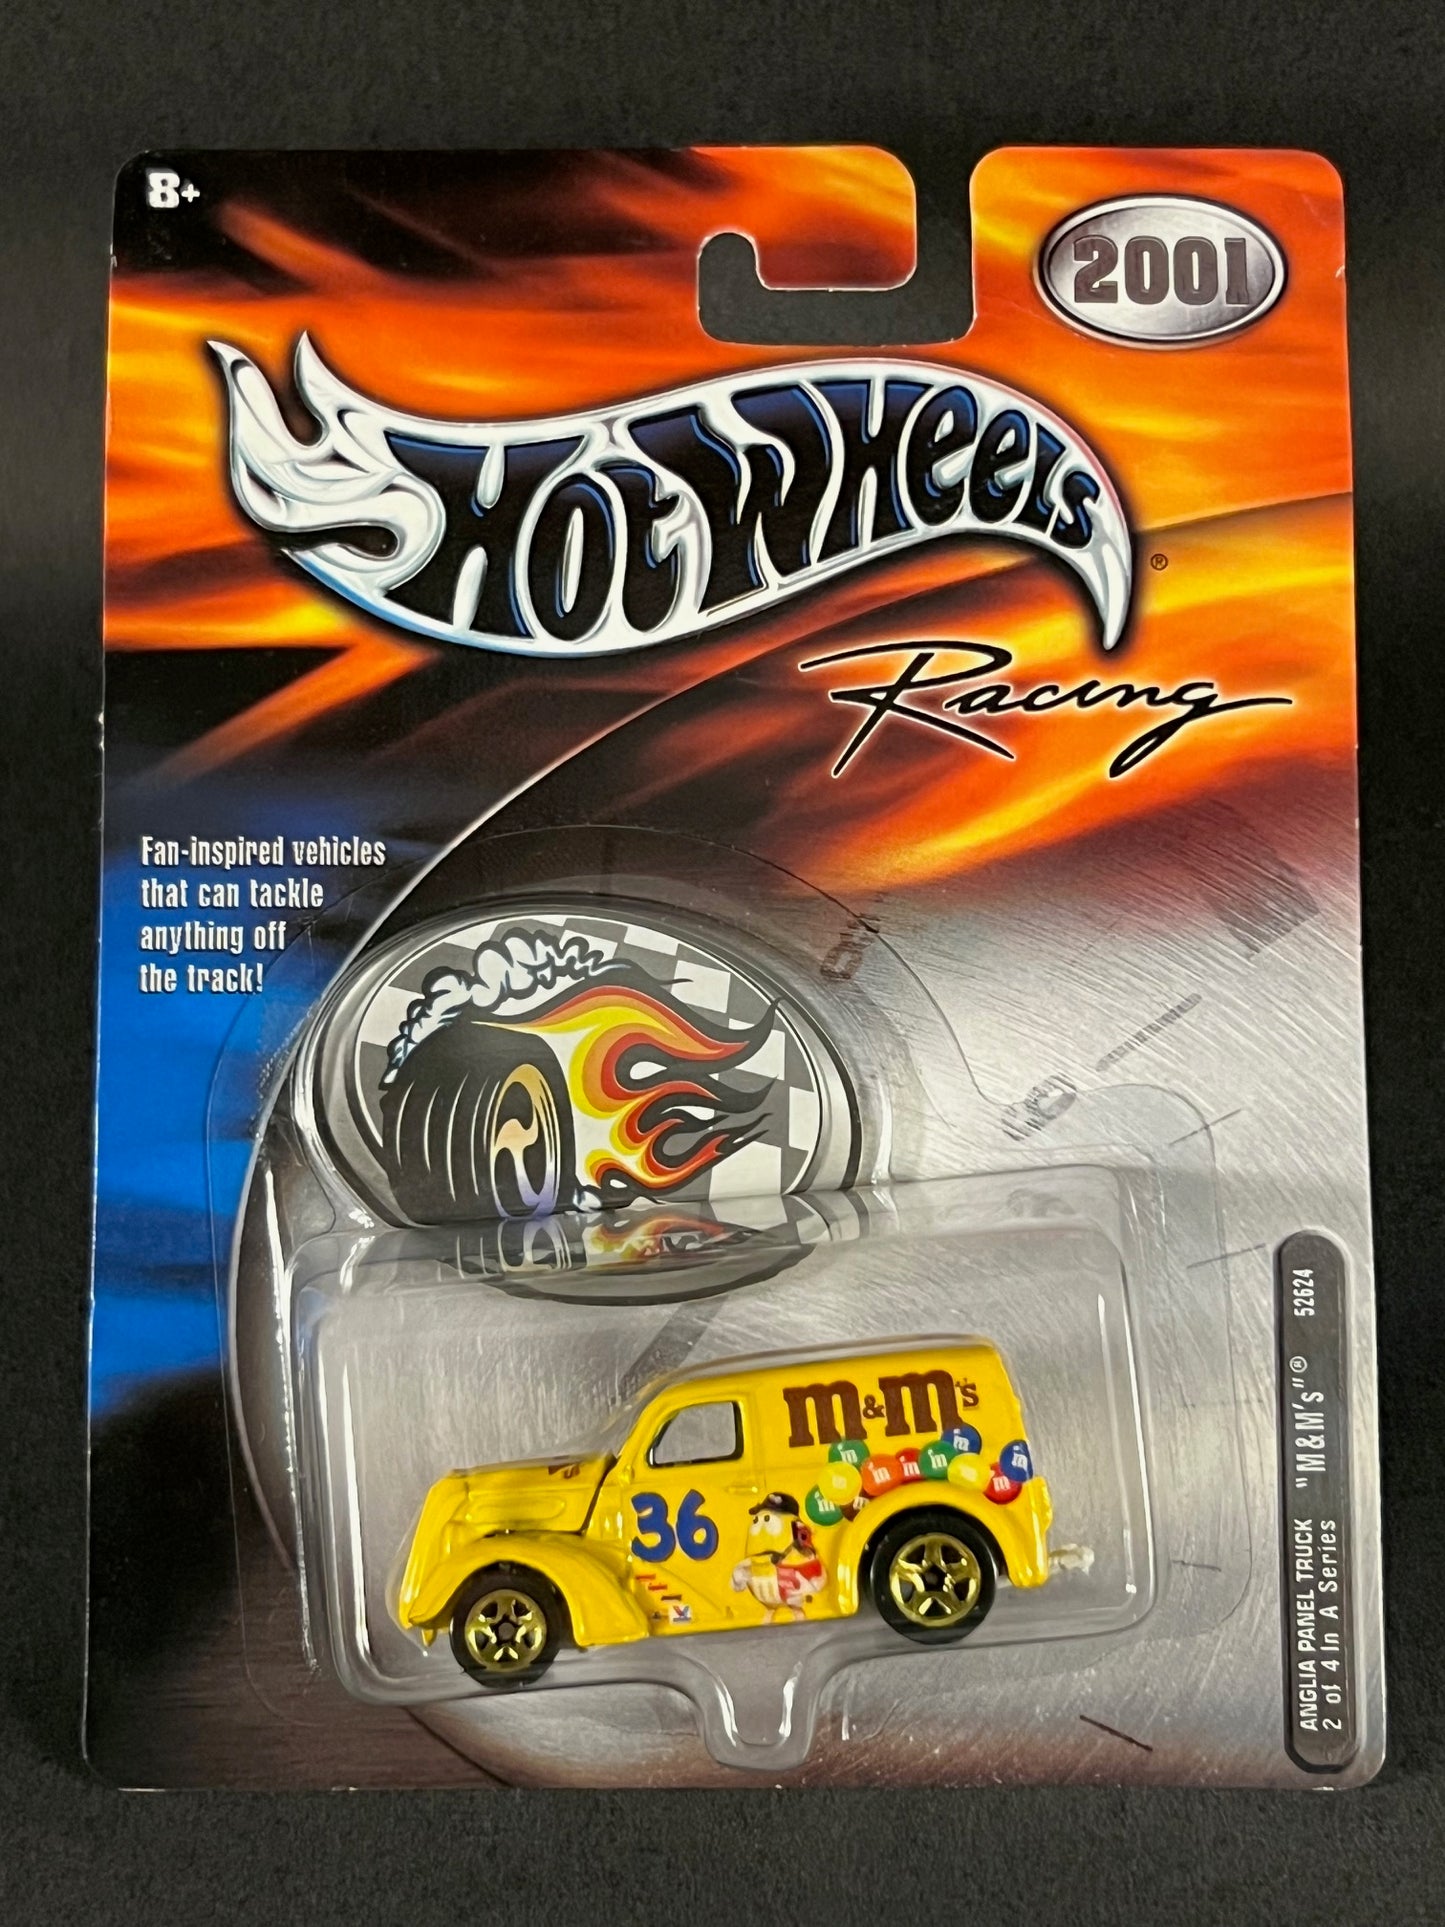 8+
2001
Hot Wheels®
Racing
Fan-inspired vehicles
that can tackle
anything off
the track!
m&m's
m m m m m m m
36
ANGLIA PANEL TRUCK "M&M's"® 52624
2 of 4 In A Series